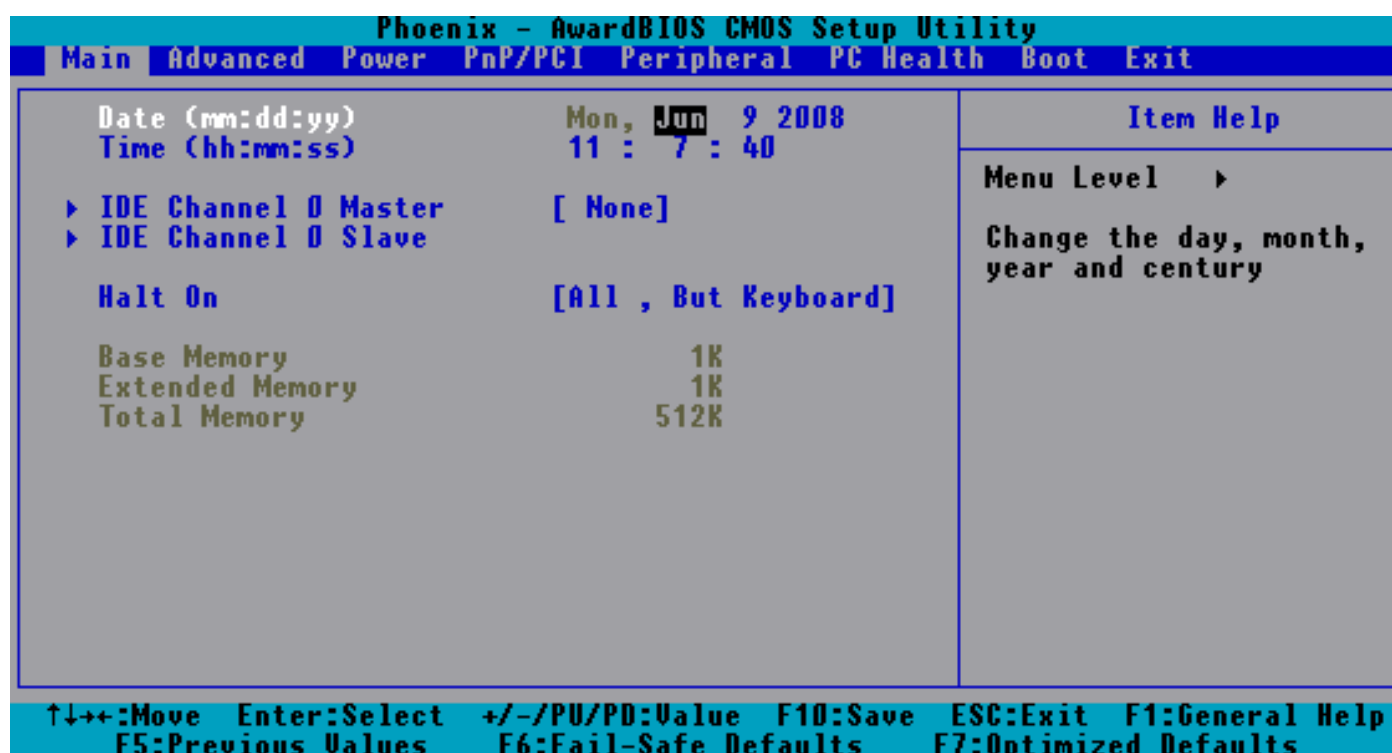 Phoenix - AwardBIOS CMOS Setup Utility
Main Advanced Power PnP/PCI Peripheral PC Health Boot Exit
Date (mm:dd:yy) Mon, Jun 9 2008
Time (hh:mm:ss) 11 : 7 : 40
▸ IDE Channel 0 Master [ None]
▸ IDE Channel 0 Slave
Halt On [All , But Keyboard]
Base Memory 1K
Extended Memory 1K
Total Memory 512K
Item Help
Menu Level ▸
Change the day, month,
year and century
↑↓→←:Move Enter:Select +/-/PU/PD:Value F10:Save ESC:Exit F1:General Help
F5:Previous Values F6:Fail-Safe Defaults F7:Optimized Defaults